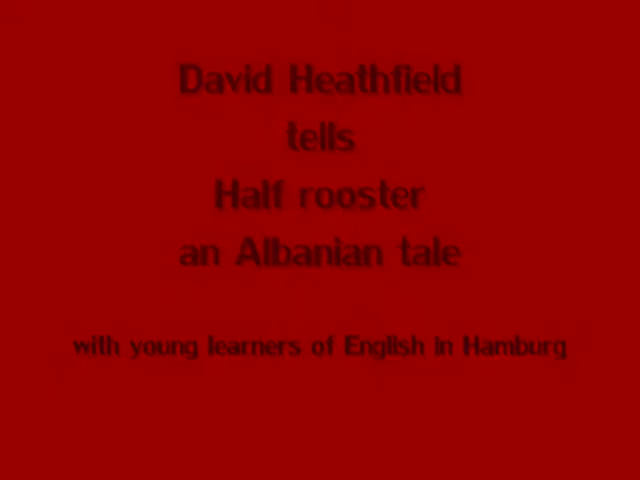 David Heathfield
tells
Half rooster
an Albanian tale
with young learners of English in Hamburg